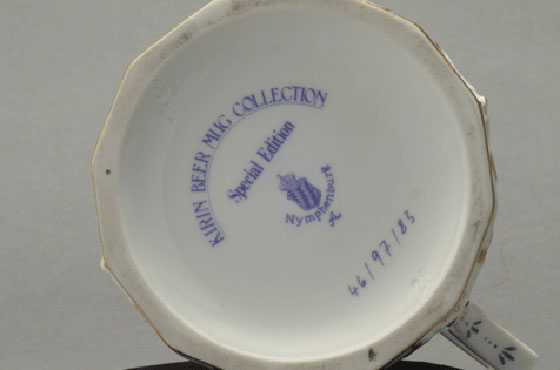 KIRIN BEER MUG COLLECTION
Special Edition
Nymphenburg
46/97/83